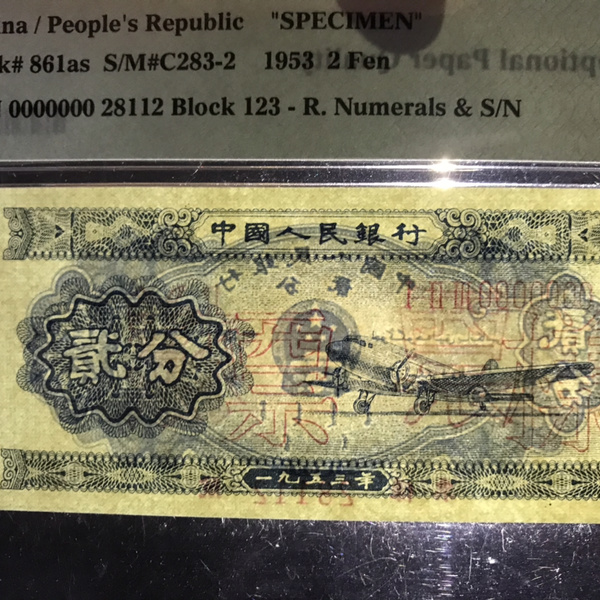 ina / People's Republic "SPECIMEN"
k# 861as S/M#C283-2 1953 2 Fen
0000000 28112 Block 123 - R. Numerals & S/N
中國人民銀行
貳分
一九五三年